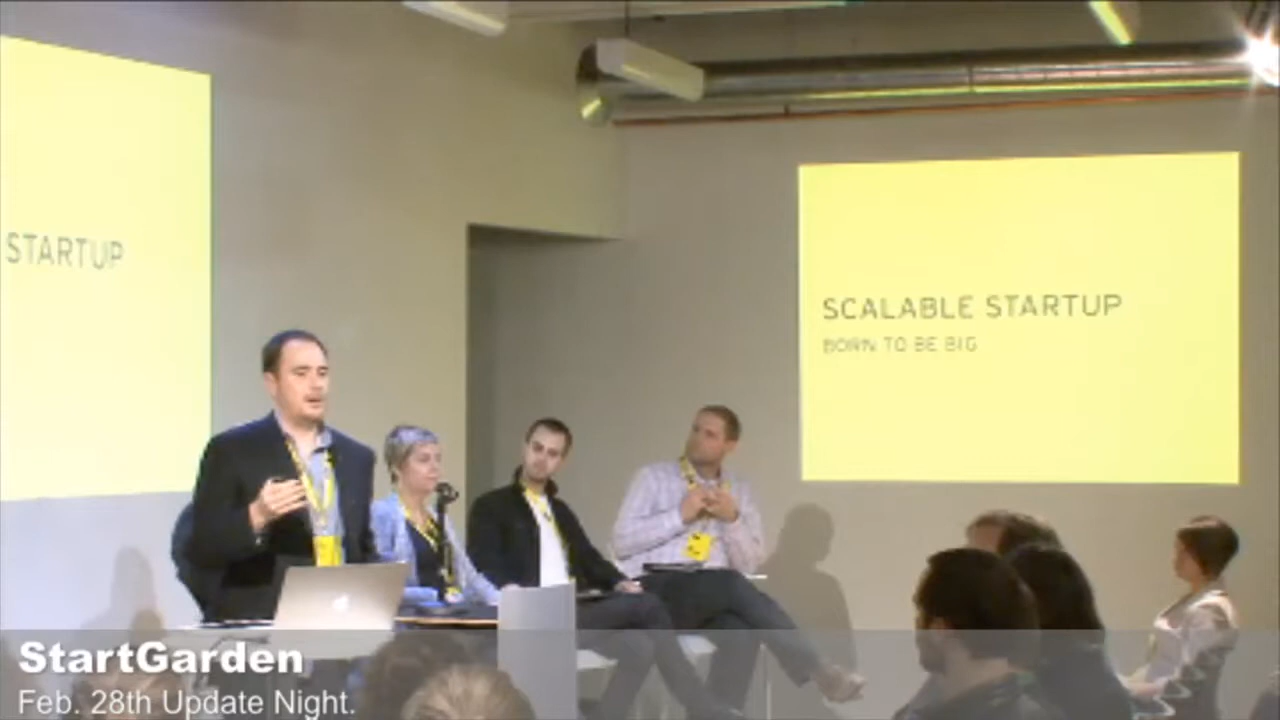 STARTUP
SCALABLE STARTUP
BORN TO BE BIG
StartGarden
Feb. 28th Update Night.